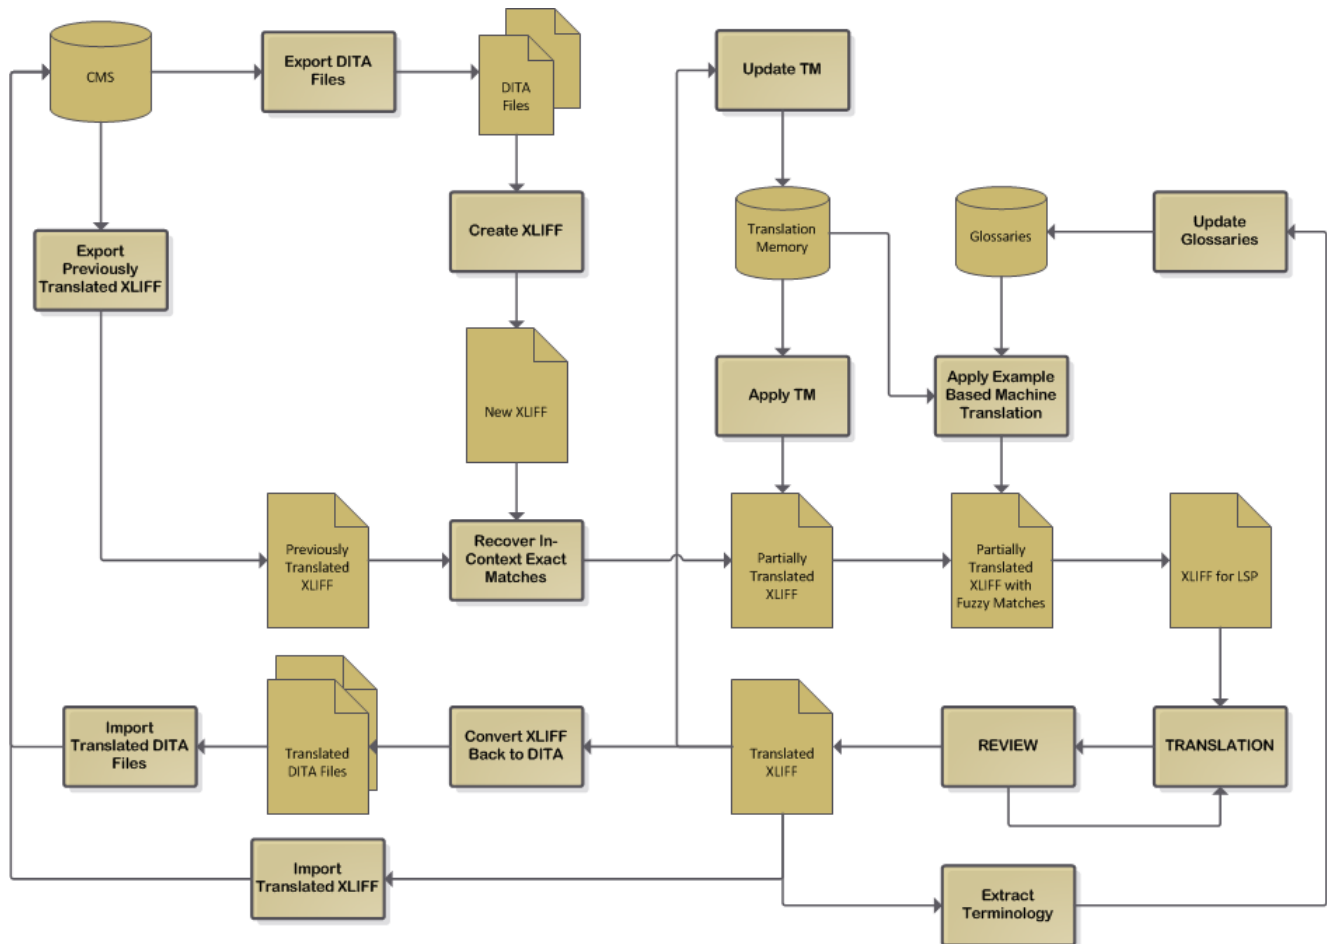 CMS
Export DITA
Files
DITA
Files
Update TM
Export
Previously
Translated XLIFF
Create XLIFF
Translation
Memory
Glossaries
Update
Glossaries
New XLIFF
Apply TM
Apply Example
Based Machine
Translation
Previously
Translated
XLIFF
Recover In-
Context Exact
Matches
Partially
Translated
XLIFF
Partially
Translated
XLIFF with
Fuzzy Matches
XLIFF for LSP
Import
Translated DITA
Files
Translated
DITA Files
Convert XLIFF
Back to DITA
Translated
XLIFF
REVIEW
TRANSLATION
Import
Translated XLIFF
Extract
Terminology